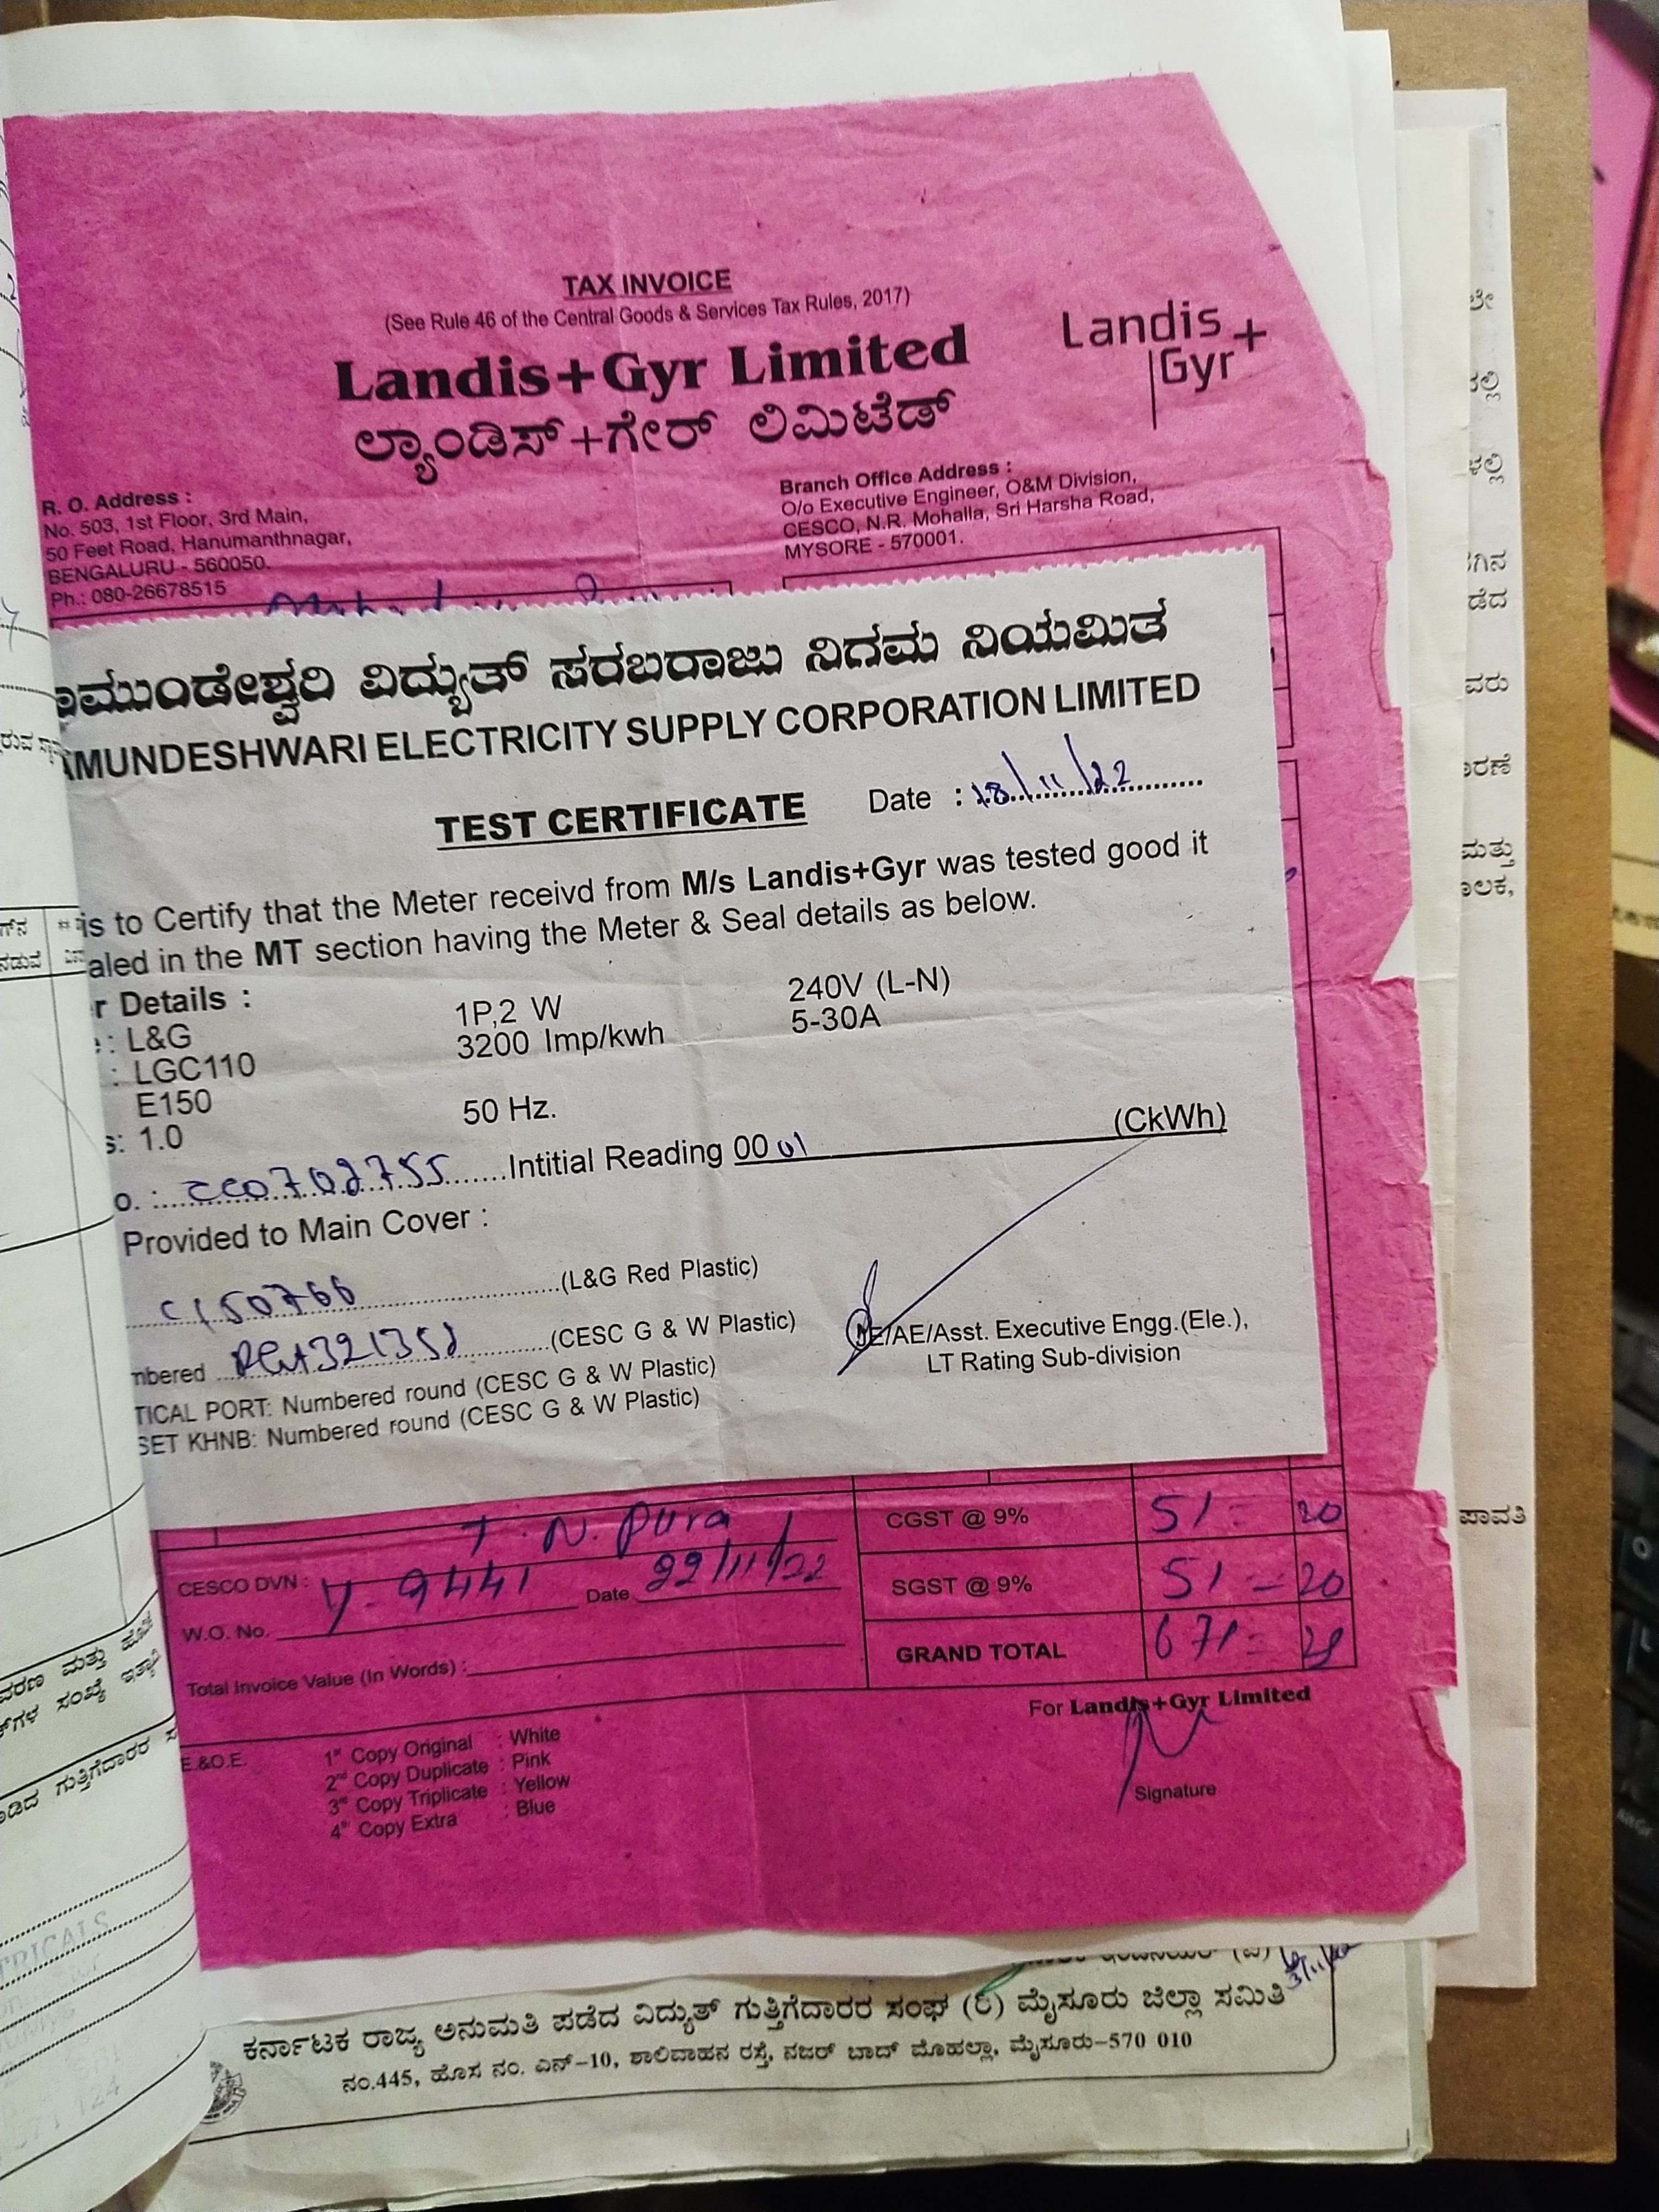 TAX INVOICE
(See Rule 46 of the Central Goods & Services Tax Rules, 2017)
Landis+Gyr Limited
ಲ್ಯಾಂಡಿಸ್+ಗೇರ್ ಲಿಮಿಟೆಡ್
Landis+
Gyr
R. O. Address :
No. 503, 1st Floor, 3rd Main,
50 Feet Road, Hanumanthnagar,
BENGALURU - 560050.
Ph.: 080-26678515
Branch Office Address :
O/o Executive Engineer, O&M Division,
CESCO, N.R. Mohalla, Sri Harsha Road,
MYSORE - 570001.
ಾಮುಂಡೇಶ್ವರಿ ವಿದ್ಯುತ್ ಸರಬರಾಜು ನಿಗಮ ನಿಯಮಿತ
AMUNDESHWARI ELECTRICITY SUPPLY CORPORATION LIMITED
TEST CERTIFICATE Date : 18/11/22
is to Certify that the Meter receivd from M/s Landis+Gyr was tested good it
aled in the MT section having the Meter & Seal details as below.
r Details :
: L&G 1P,2 W 240V (L-N)
: LGC110 3200 Imp/kwh 5-30A
E150
s: 1.0 50 Hz.
o. : Intitial Reading 00 01 (CkWh)
Provided to Main Cover :
C150766 (L&G Red Plastic)
mbered (CESC G & W Plastic)
TICAL PORT: Numbered round (CESC G & W Plastic)
SET KHNB: Numbered round (CESC G & W Plastic)
JE/AE/Asst. Executive Engg.(Ele.),
LT Rating Sub-division
T. N. Pura
CESCO DVN :
W.O. No. Y-9441 Date 22/11/22
Total Invoice Value (In Words) :
CGST @ 9% 51 - 20
SGST @ 9% 51 - 20
GRAND TOTAL 671 -
For Landis+Gyr Limited
Signature
E.&O.E.
1st Copy Original : White
2nd Copy Duplicate : Pink
3rd Copy Triplicate : Yellow
4th Copy Extra : Blue
ಕರ್ನಾಟಕ ರಾಜ್ಯ ಅನುಮತಿ ಪಡೆದ ವಿದ್ಯುತ್ ಗುತ್ತಿಗೆದಾರರ ಸಂಘ (ರಿ) ಮೈಸೂರು ಜಿಲ್ಲಾ ಸಮಿತಿ
ನಂ.445, ಹೊಸ ನಂ. ಎನ್-10, ಶಾಲಿವಾಹನ ರಸ್ತೆ, ನಜರ್ ಬಾದ್ ಮೊಹಲ್ಲಾ, ಮೈಸೂರು-570 010
ವರು
ಮತ್ತು
ಪಾವತಿ